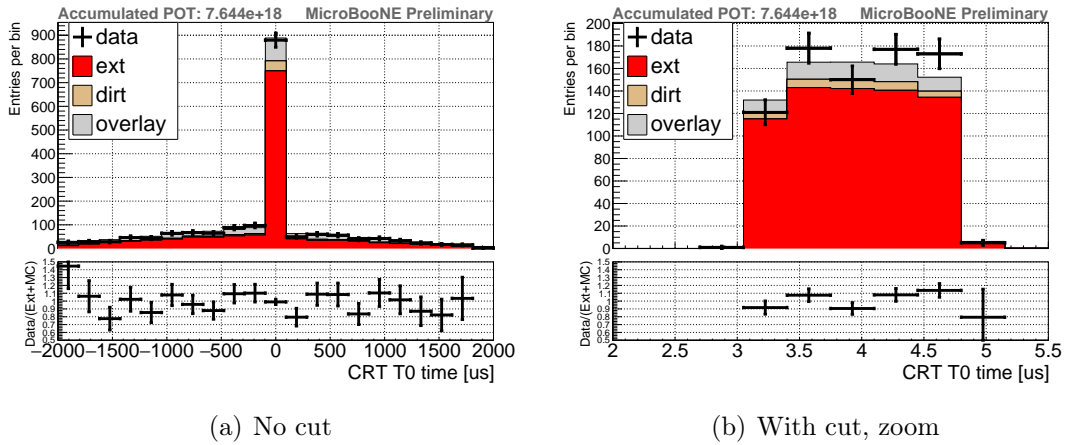 Accumulated POT: 7.644e+18 MicroBooNE Preliminary
Entries per bin
900
800
700
600
500
400
300
200
100
0
data
ext
dirt
overlay
Data/(Ext+MC)
1.5
1.4
1.3
1.2
1.1
1
0.9
0.8
0.7
0.6
0.5
−2000 −1500 −1000 −500 0 500 1000 1500 2000
CRT T0 time [us]
(a) No cut
Accumulated POT: 7.644e+18 MicroBooNE Preliminary
Entries per bin
200
180
160
140
120
100
80
60
40
20
0
data
ext
dirt
overlay
Data/(Ext+MC)
1.5
1.4
1.3
1.2
1.1
1
0.9
0.8
0.7
0.6
0.5
2 2.5 3 3.5 4 4.5 5 5.5
CRT T0 time [us]
(b) With cut, zoom